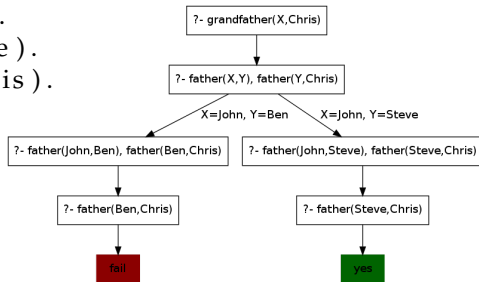 .
e ) .
is ) .
?- grandfather(X,Chris)
?- father(X,Y), father(Y,Chris)
X=John, Y=Ben
X=John, Y=Steve
?- father(John,Ben), father(Ben,Chris)
?- father(John,Steve), father(Steve,Chris)
?- father(Ben,Chris)
?- father(Steve,Chris)
fail
yes